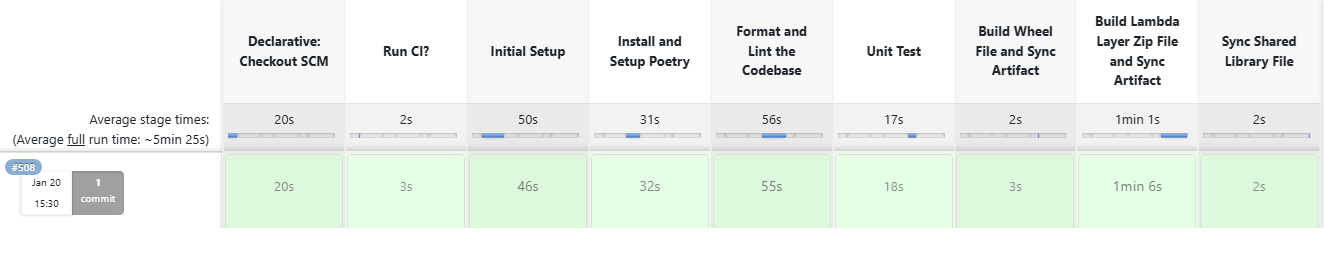 Declarative:
Checkout SCM
Run CI?
Initial Setup
Install and
Setup Poetry
Format and
Lint the
Codebase
Unit Test
Build Wheel
File and Sync
Artifact
Build Lambda
Layer Zip File
and Sync
Artifact
Sync Shared
Library File
Average stage times:
(Average full run time: ~5min 25s)
20s
2s
50s
31s
56s
17s
2s
1min 1s
2s
#508
Jan 20
15:30
1
commit
20s
3s
46s
32s
55s
18s
3s
1min 6s
2s